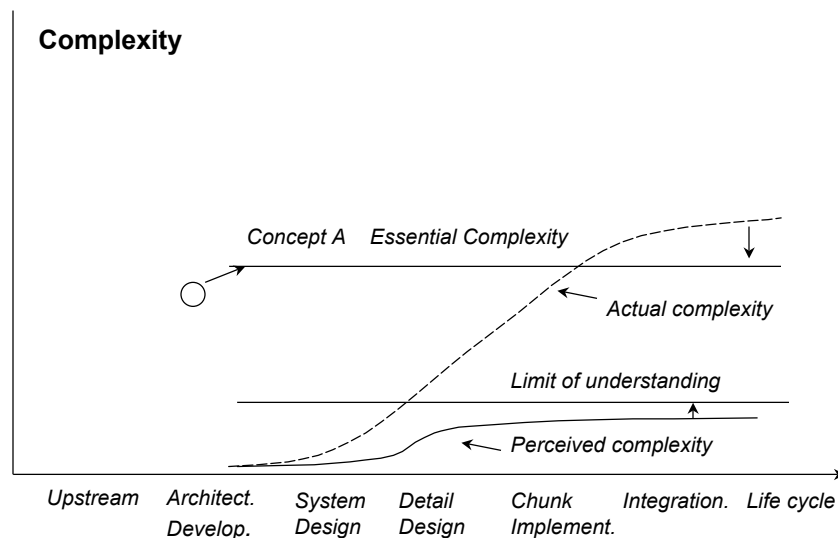 Complexity
Concept A Essential Complexity
Actual complexity
Limit of understanding
Perceived complexity
Upstream Architect. System Detail Chunk Integration. Life cycle
Develop. Design Design Implement.